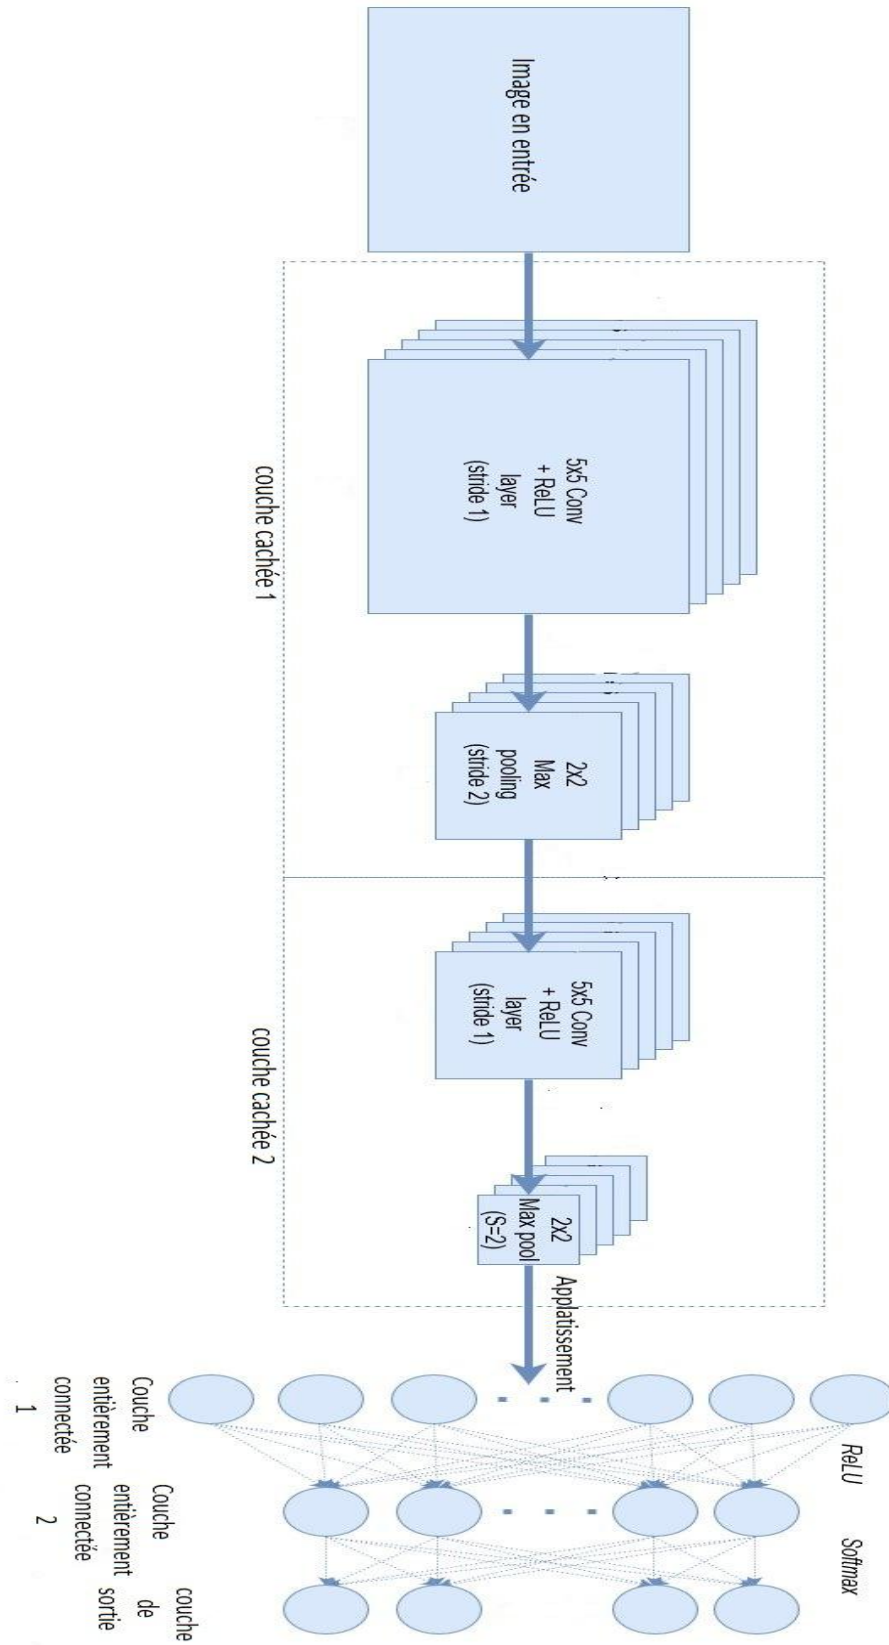 Image en entrée
5x5 Conv
+ ReLU
layer
(stride 1)
couche cachée 1
2x2
Max
pooling
(stride 2)
5x5 Conv
+ ReLU
layer
(stride 1)
couche cachée 2
2x2
Max pool
(S=2)
Applatissement
ReLU
Softmax
Couche
entièrement
connectée
1
Couche
entièrement
connectée
2
couche
de
sortie